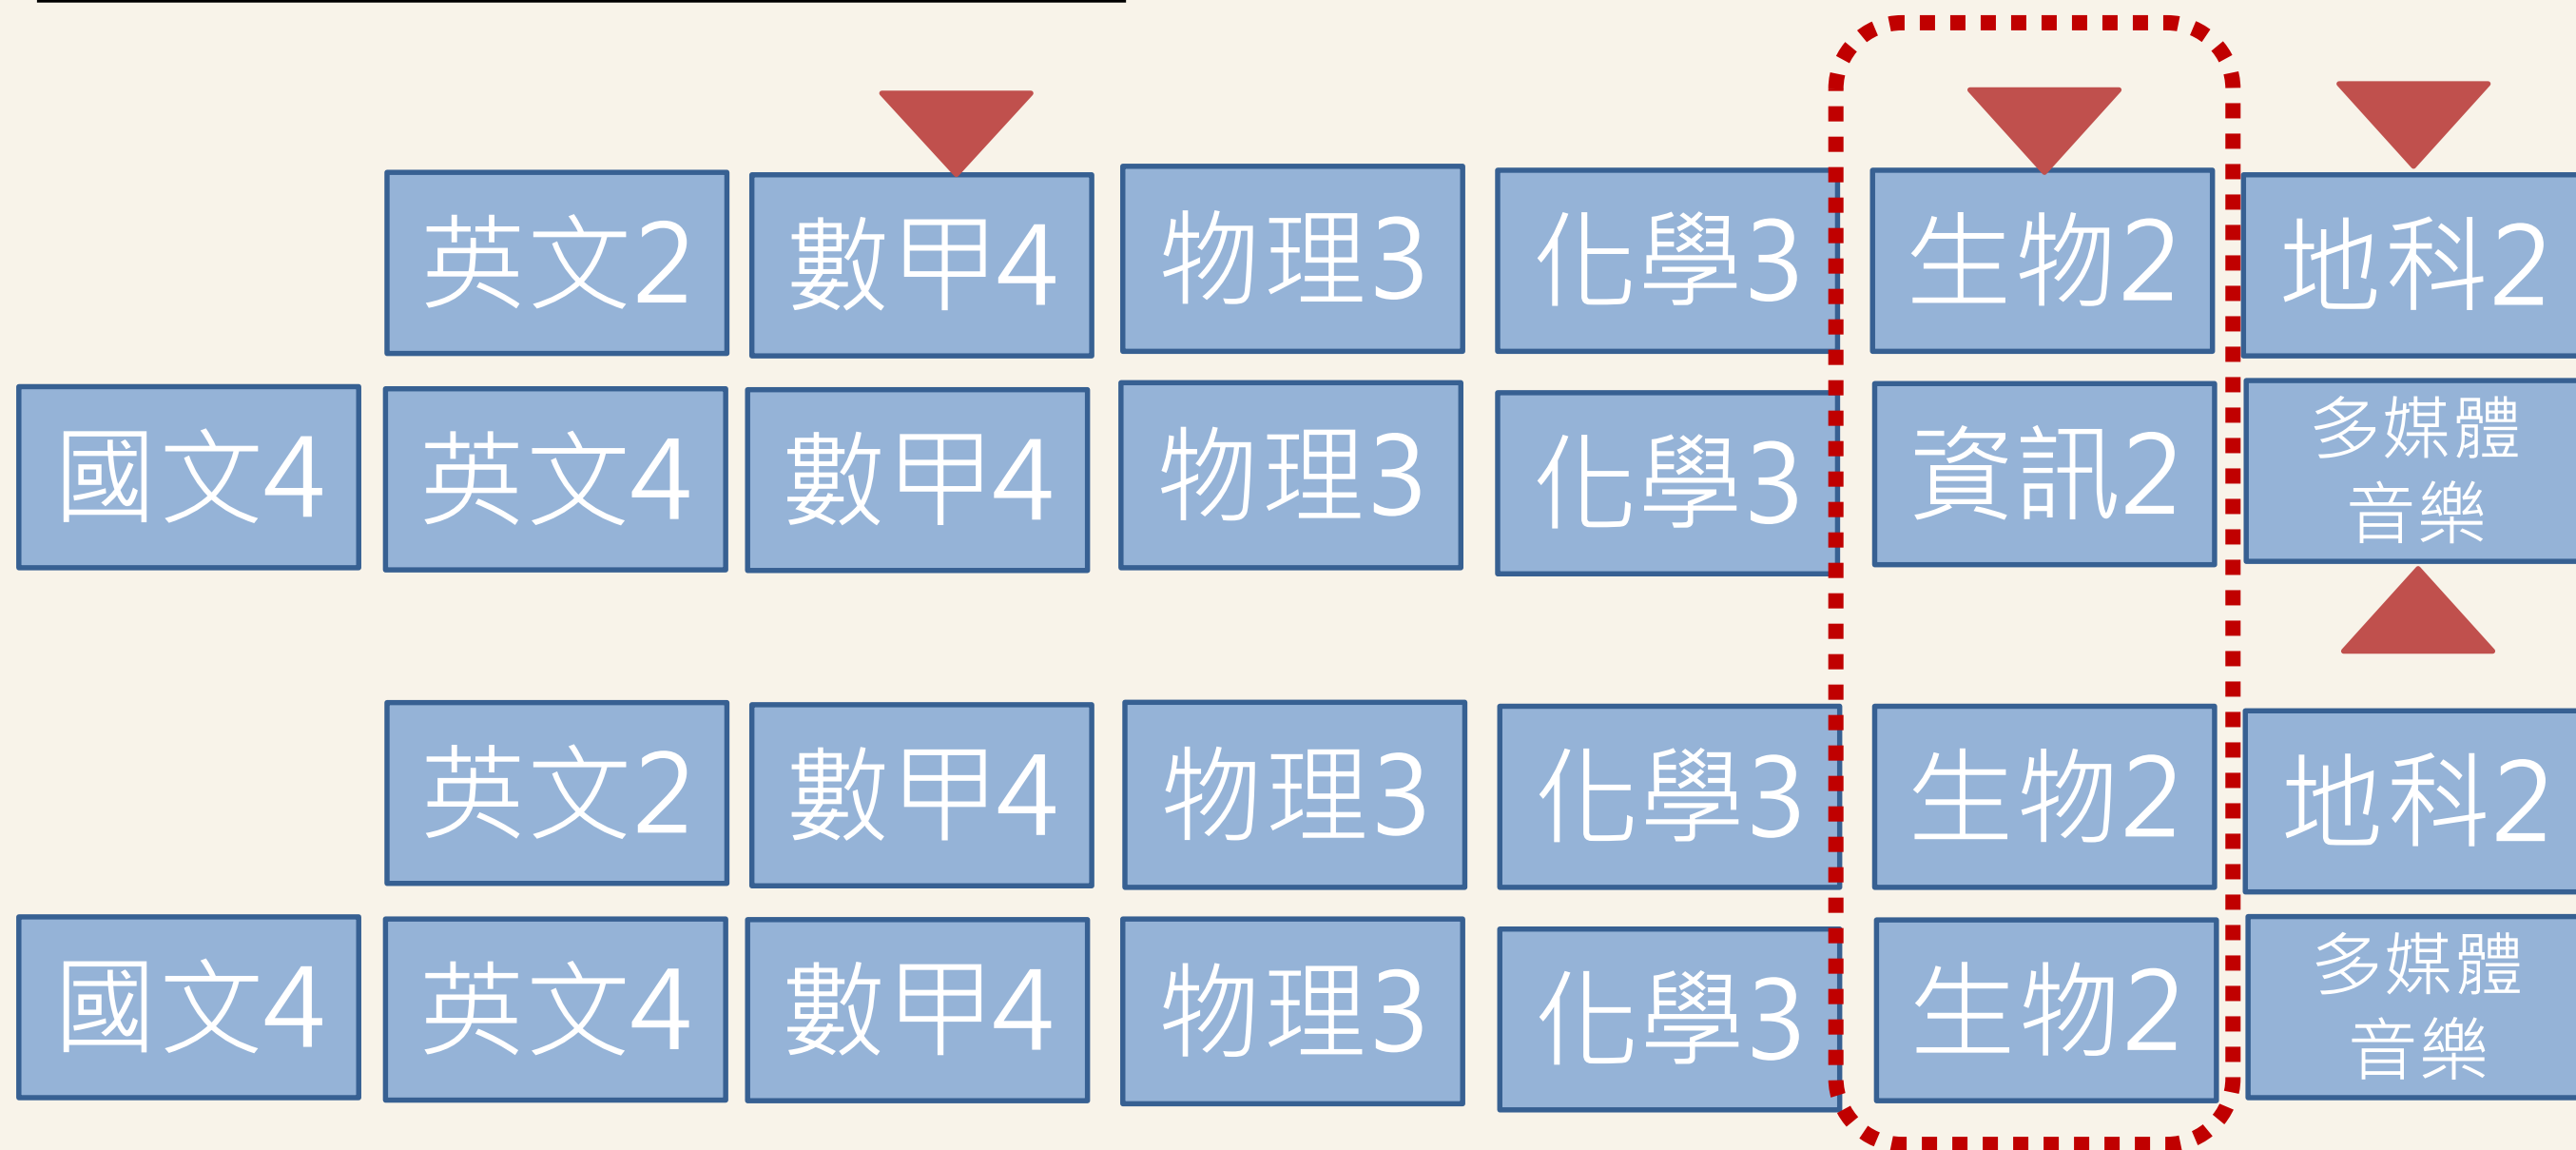 英文2
數甲4
物理3
化學3
生物2
地科2
國文4
英文4
數甲4
物理3
化學3
資訊2
多媒體
音樂
英文2
數甲4
物理3
化學3
生物2
地科2
國文4
英文4
數甲4
物理3
化學3
生物2
多媒體
音樂